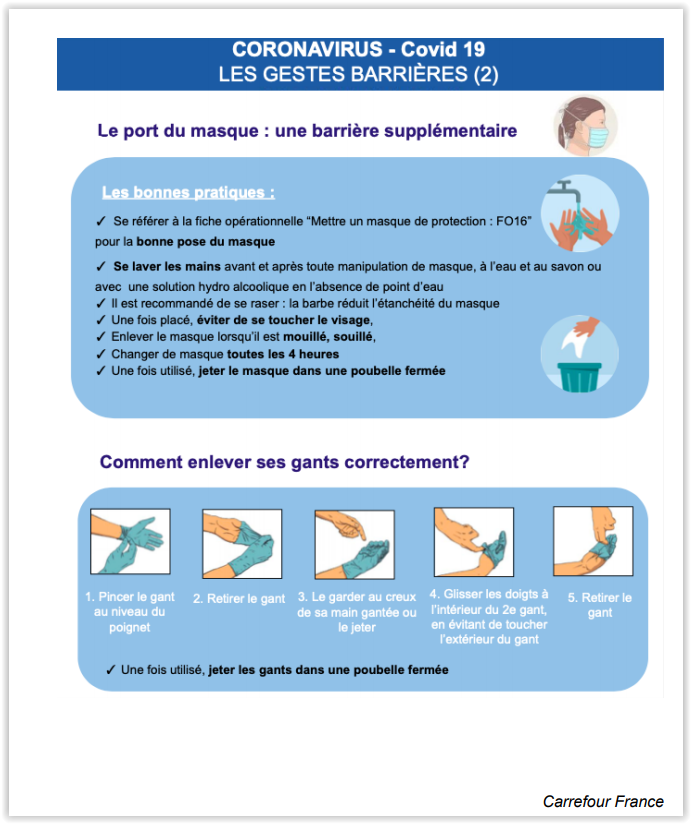 CORONAVIRUS - Covid 19
LES GESTES BARRIÈRES (2)
Le port du masque : une barrière supplémentaire
Les bonnes pratiques :
✓ Se référer à la fiche opérationnelle “Mettre un masque de protection : FO16”
pour la bonne pose du masque
✓ Se laver les mains avant et après toute manipulation de masque, à l’eau et au savon ou
avec une solution hydro alcoolique en l’absence de point d’eau
✓ Il est recommandé de se raser : la barbe réduit l’étanchéité du masque
✓ Une fois placé, éviter de se toucher le visage,
✓ Enlever le masque lorsqu’il est mouillé, souillé,
✓ Changer de masque toutes les 4 heures
✓ Une fois utilisé, jeter le masque dans une poubelle fermée
Comment enlever ses gants correctement?
1. Pincer le gant
au niveau du
poignet
2. Retirer le gant
3. Le garder au creux
de sa main gantée ou
le jeter
4. Glisser les doigts à
l’intérieur du 2e gant,
en évitant de toucher
l’extérieur du gant
5. Retirer le
gant
✓ Une fois utilisé, jeter les gants dans une poubelle fermée
Carrefour France